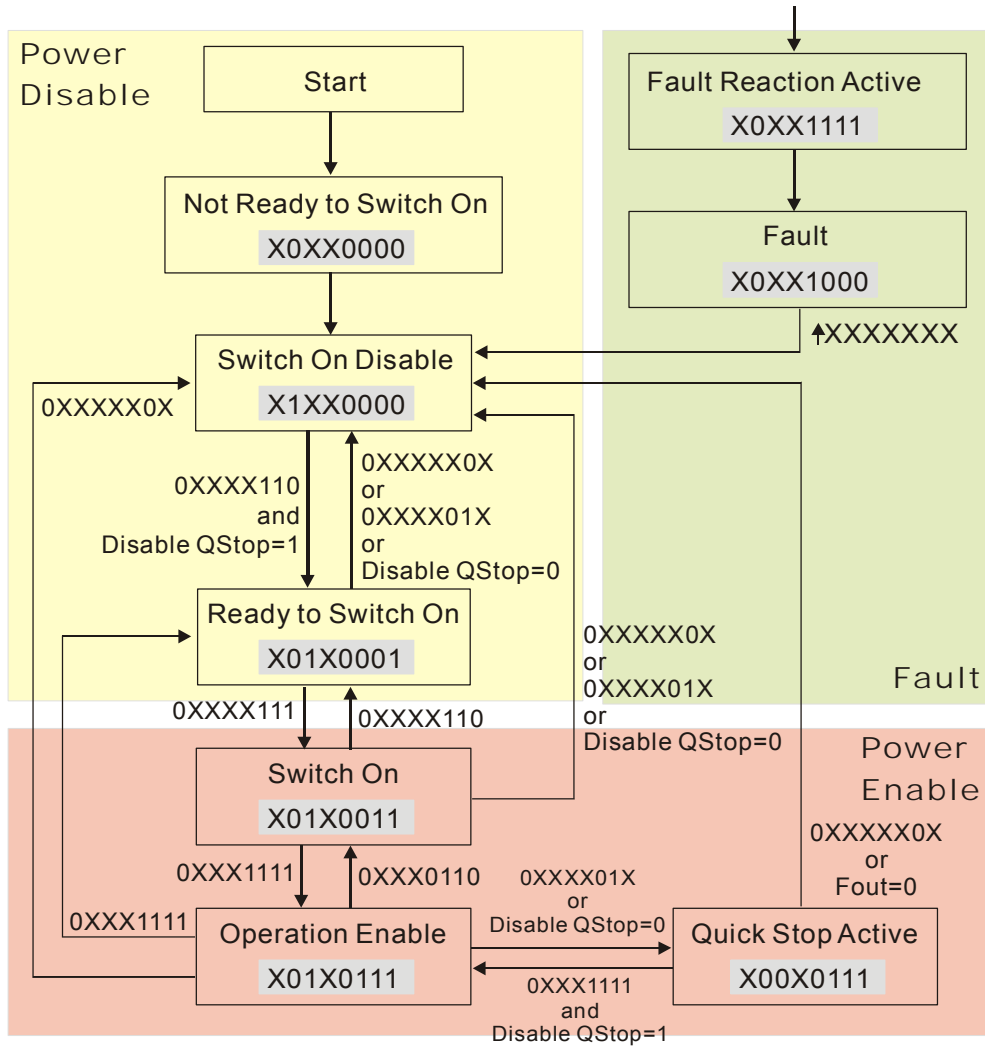 Power
Disable
Start
Not Ready to Switch On
X0XX0000
Switch On Disable
X1XX0000
0XXXXX0X
0XXXX110
and
Disable QStop=1
0XXXXX0X
or
0XXXX01X
or
Disable QStop=0
Ready to Switch On
X01X0001
0XXXX111
0XXXX110
Fault Reaction Active
X0XX1111
Fault
X0XX1000
XXXXXXX
Fault
0XXXXX0X
or
0XXXX01X
or
Disable QStop=0
Power
Enable
Switch On
X01X0011
0XXX1111
0XXX0110
0XXX1111
Operation Enable
X01X0111
0XXXX01X
or
Disable QStop=0
0XXXXX0X
or
Fout=0
Quick Stop Active
X00X0111
0XXX1111
and
Disable QStop=1